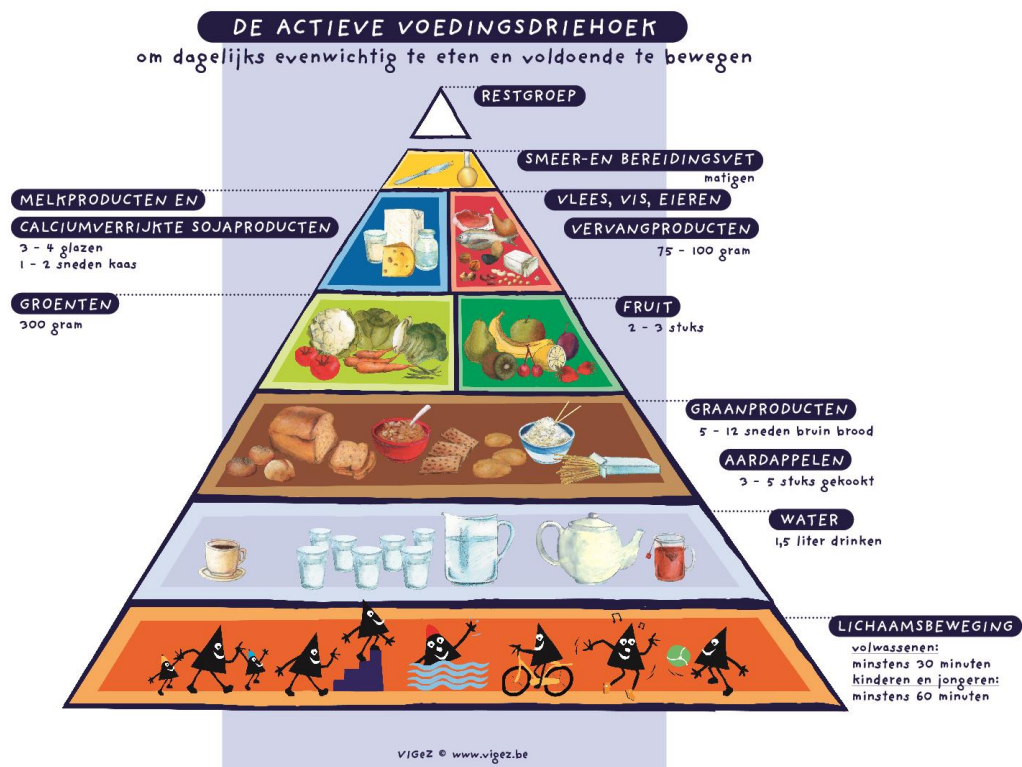 DE ACTIEVE VOEDINGSDRIEHOEK
om dagelijks evenwichtig te eten en voldoende te bewegen
RESTGROEP
SMEER-EN BEREIDINGSVET
matigen
MELKPRODUCTEN EN
CALCIUMVERRIJKTE SOJAPRODUCTEN
3 - 4 glazen
1 - 2 sneden kaas
VLEES, VIS, EIEREN
VERVANGPRODUCTEN
75 - 100 gram
GROENTEN
300 gram
FRUIT
2 - 3 stuks
GRAANPRODUCTEN
5 - 12 sneden bruin brood
AARDAPPELEN
3 - 5 stuks gekookt
WATER
1,5 liter drinken
LICHAAMSBEWEGING
volwassenen:
minstens 30 minuten
kinderen en jongeren:
minstens 60 minuten
VIGeZ © www.vigez.be